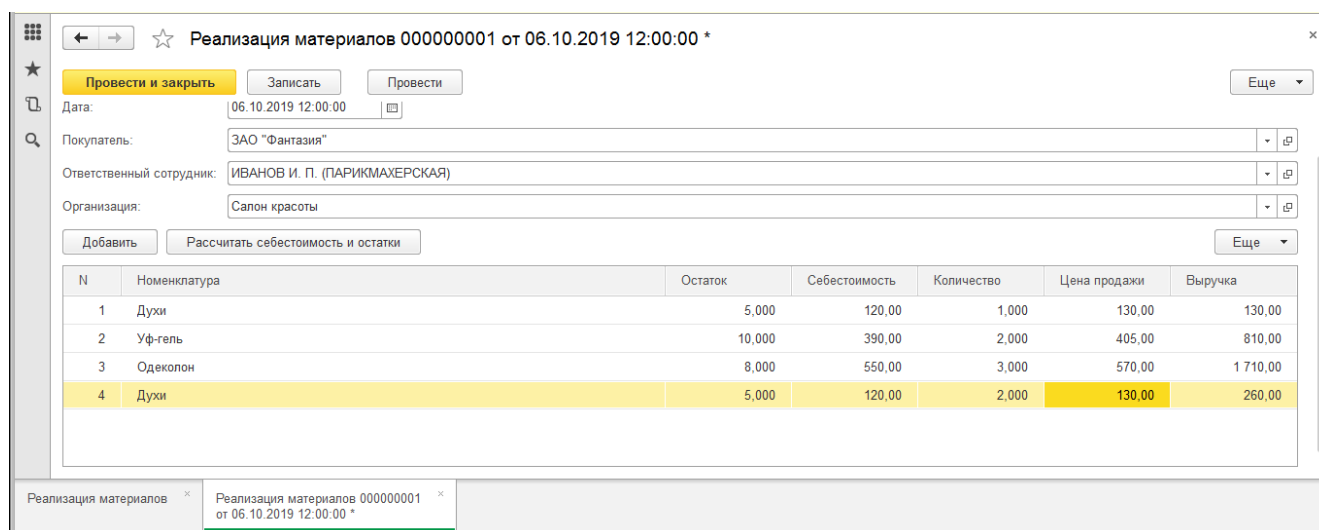 Реализация материалов 000000001 от 06.10.2019 12:00:00 *
Провести и закрыть Записать Провести Еще
Дата: 06.10.2019 12:00:00
Покупатель: ЗАО "Фантазия"
Ответственный сотрудник: ИВАНОВ И. П. (ПАРИКМАХЕРСКАЯ)
Организация: Салон красоты
Добавить Рассчитать себестоимость и остатки Еще
N Номенклатура Остаток Себестоимость Количество Цена продажи Выручка
1 Духи 5,000 120,00 1,000 130,00 130,00
2 Уф-гель 10,000 390,00 2,000 405,00 810,00
3 Одеколон 8,000 550,00 3,000 570,00 1 710,00
4 Духи 5,000 120,00 2,000 130,00 260,00
Реализация материалов Реализация материалов 000000001
от 06.10.2019 12:00:00 *